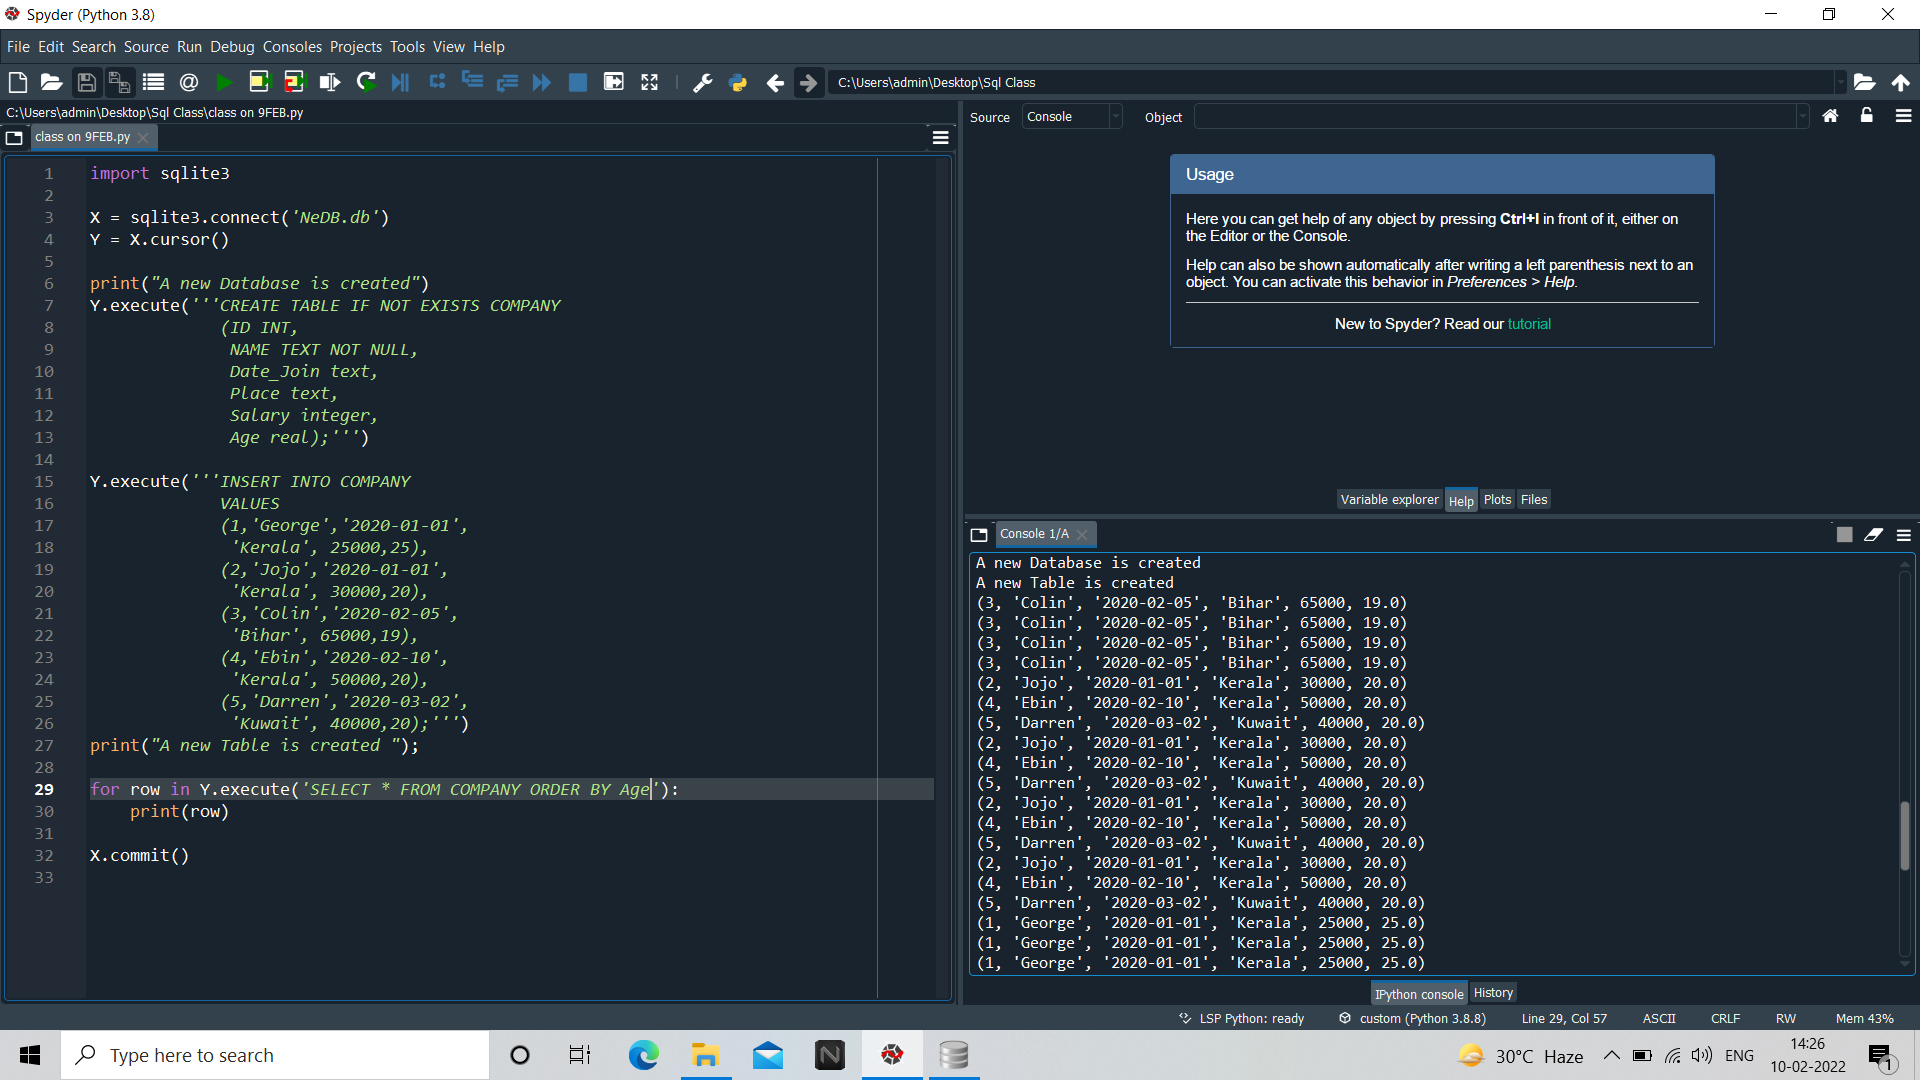 Spyder (Python 3.8)
File Edit Search Source Run Debug Consoles Projects Tools View Help
C:\Users\admin\Desktop\Sql Class
C:\Users\admin\Desktop\Sql Class\class on 9FEB.py
class on 9FEB.py
1 import sqlite3
2
3 X = sqlite3.connect('NeDB.db')
4 Y = X.cursor()
5
6 print("A new Database is created")
7 Y.execute('''CREATE TABLE IF NOT EXISTS COMPANY
8 (ID INT,
9 NAME TEXT NOT NULL,
10 Date_Join text,
11 Place text,
12 Salary integer,
13 Age real);''')
14
15 Y.execute('''INSERT INTO COMPANY
16 VALUES
17 (1,'George','2020-01-01',
18 'Kerala', 25000,25),
19 (2,'Jojo','2020-01-01',
20 'Kerala', 30000,20),
21 (3,'Colin','2020-02-05',
22 'Bihar', 65000,19),
23 (4,'Ebin','2020-02-10',
24 'Kerala', 50000,20),
25 (5,'Darren','2020-03-02',
26 'Kuwait', 40000,20);''')
27 print("A new Table is created ");
28
29 for row in Y.execute('SELECT * FROM COMPANY ORDER BY Age'):
30 print(row)
31
32 X.commit()
33
Source Console Object
Usage
Here you can get help of any object by pressing Ctrl+I in front of it, either on
the Editor or the Console.
Help can also be shown automatically after writing a left parenthesis next to an
object. You can activate this behavior in Preferences > Help.
New to Spyder? Read our tutorial
Variable explorer Help Plots Files
Console 1/A
A new Database is created
A new Table is created
(3, 'Colin', '2020-02-05', 'Bihar', 65000, 19.0)
(3, 'Colin', '2020-02-05', 'Bihar', 65000, 19.0)
(3, 'Colin', '2020-02-05', 'Bihar', 65000, 19.0)
(3, 'Colin', '2020-02-05', 'Bihar', 65000, 19.0)
(2, 'Jojo', '2020-01-01', 'Kerala', 30000, 20.0)
(4, 'Ebin', '2020-02-10', 'Kerala', 50000, 20.0)
(5, 'Darren', '2020-03-02', 'Kuwait', 40000, 20.0)
(2, 'Jojo', '2020-01-01', 'Kerala', 30000, 20.0)
(4, 'Ebin', '2020-02-10', 'Kerala', 50000, 20.0)
(5, 'Darren', '2020-03-02', 'Kuwait', 40000, 20.0)
(2, 'Jojo', '2020-01-01', 'Kerala', 30000, 20.0)
(4, 'Ebin', '2020-02-10', 'Kerala', 50000, 20.0)
(5, 'Darren', '2020-03-02', 'Kuwait', 40000, 20.0)
(2, 'Jojo', '2020-01-01', 'Kerala', 30000, 20.0)
(4, 'Ebin', '2020-02-10', 'Kerala', 50000, 20.0)
(5, 'Darren', '2020-03-02', 'Kuwait', 40000, 20.0)
(1, 'George', '2020-01-01', 'Kerala', 25000, 25.0)
(1, 'George', '2020-01-01', 'Kerala', 25000, 25.0)
(1, 'George', '2020-01-01', 'Kerala', 25000, 25.0)
IPython console History
LSP Python: ready custom (Python 3.8.8) Line 29, Col 57 ASCII CRLF RW Mem 43%
Type here to search
30°C Haze ENG
14:26
10-02-2022
1